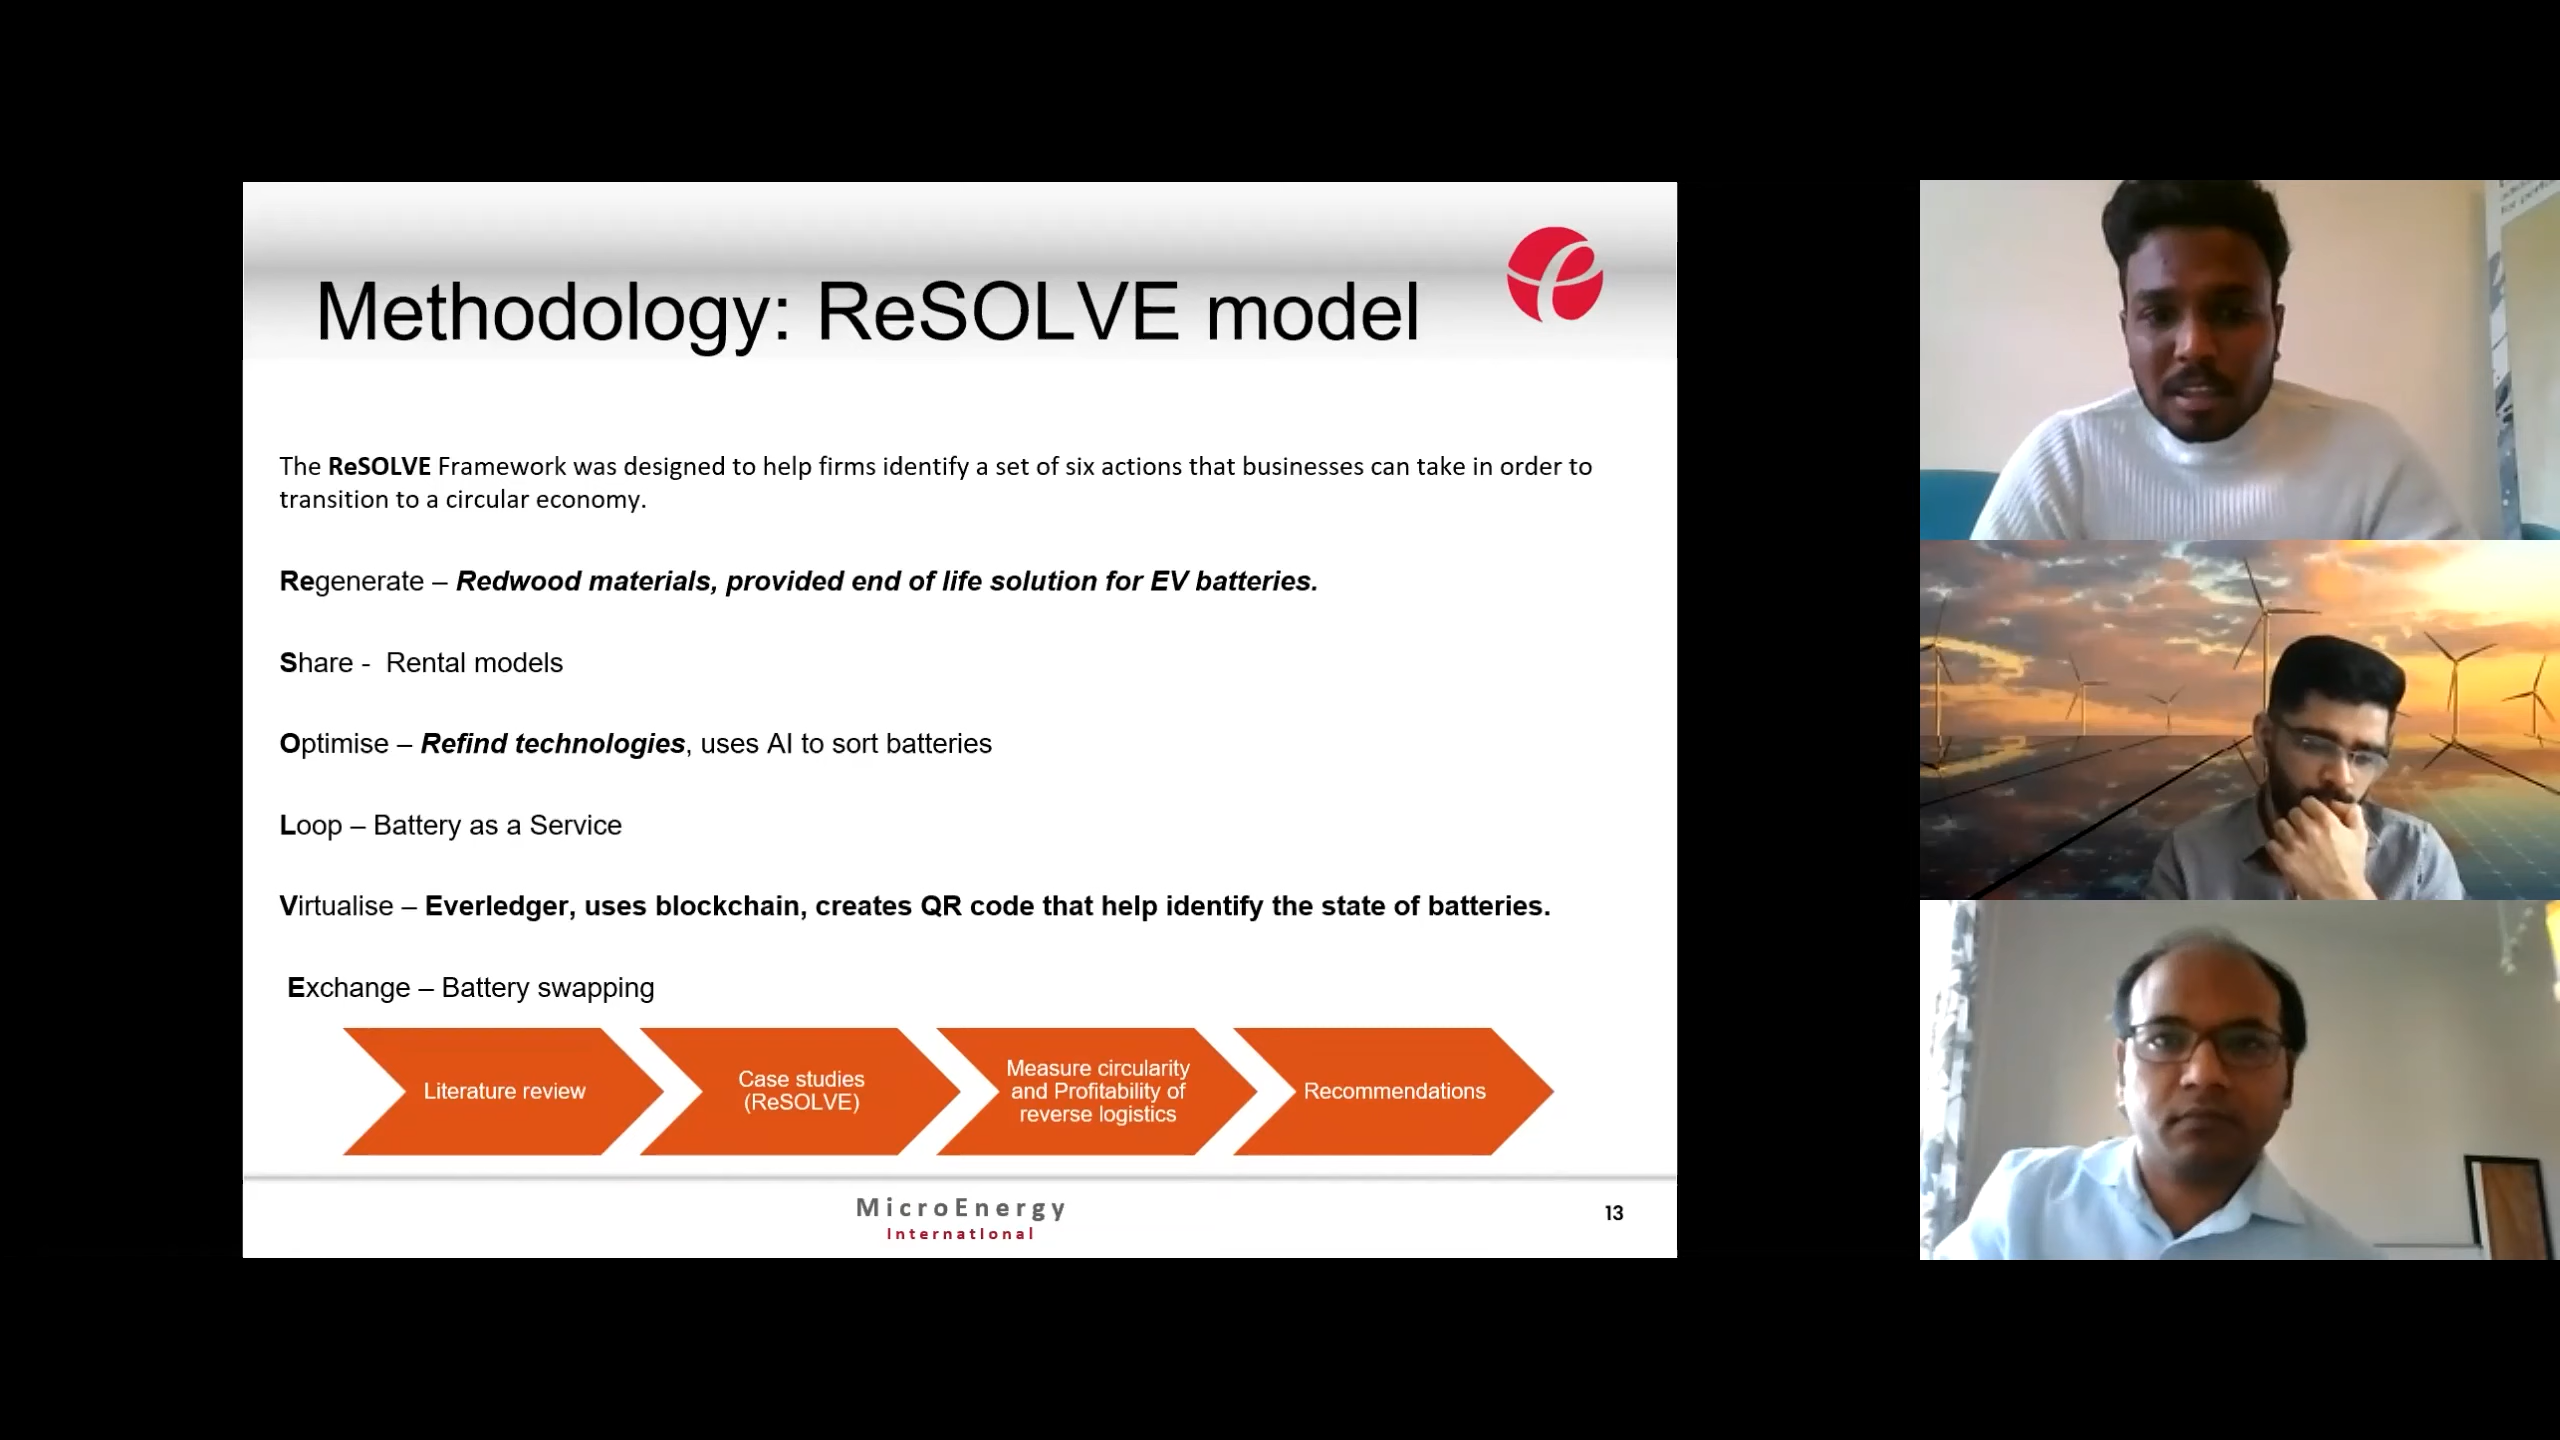 Methodology: ReSOLVE model
The ReSOLVE Framework was designed to help firms identify a set of six actions that businesses can take in order to
transition to a circular economy.
Regenerate – Redwood materials, provided end of life solution for EV batteries.
Share - Rental models
Optimise – Refind technologies, uses AI to sort batteries
Loop – Battery as a Service
Virtualise – Everledger, uses blockchain, creates QR code that help identify the state of batteries.
Exchange – Battery swapping
Literature review
Case studies
(ReSOLVE)
Measure circularity
and Profitability of
reverse logistics
Recommendations
MicroEnergy
International
13